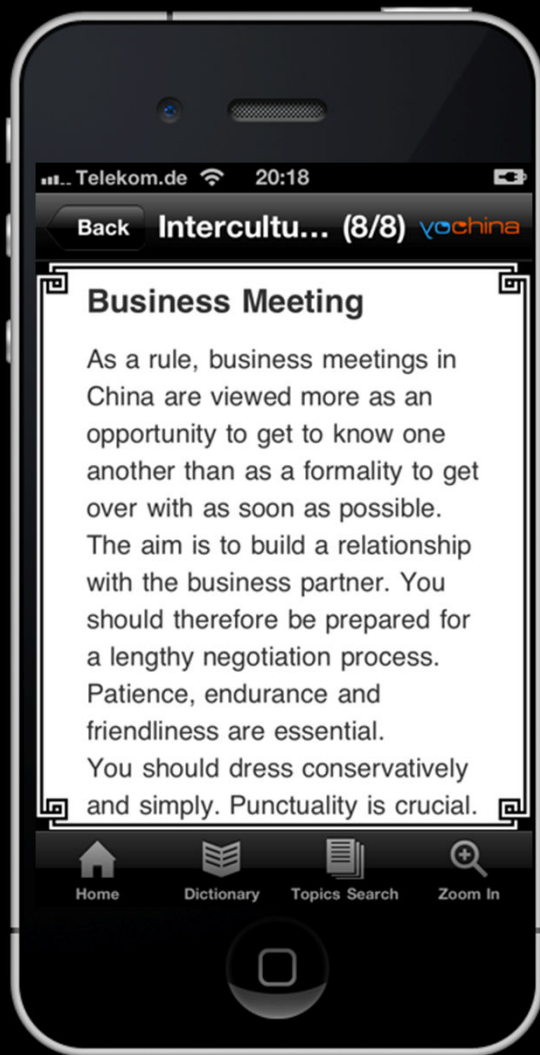 Telekom.de 20:18
Back Intercultu... (8/8) yochina
Business Meeting
As a rule, business meetings in
China are viewed more as an
opportunity to get to know one
another than as a formality to get
over with as soon as possible.
The aim is to build a relationship
with the business partner. You
should therefore be prepared for
a lengthy negotiation process.
Patience, endurance and
friendliness are essential.
You should dress conservatively
and simply. Punctuality is crucial.
Home Dictionary Topics Search Zoom In